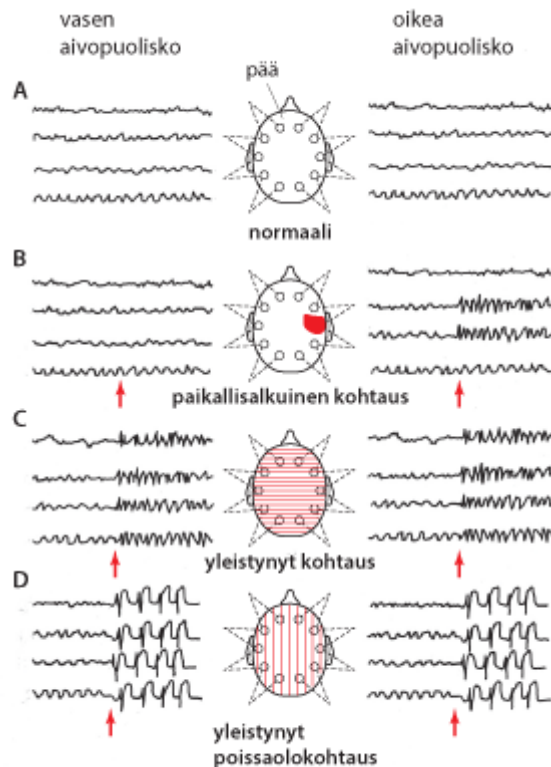 vasen
aivopuolisko
oikea
aivopuolisko
pää
A
normaali
B
paikallisalkuinen kohtaus
C
yleistynyt kohtaus
D
yleistynyt
poissaolokohtaus